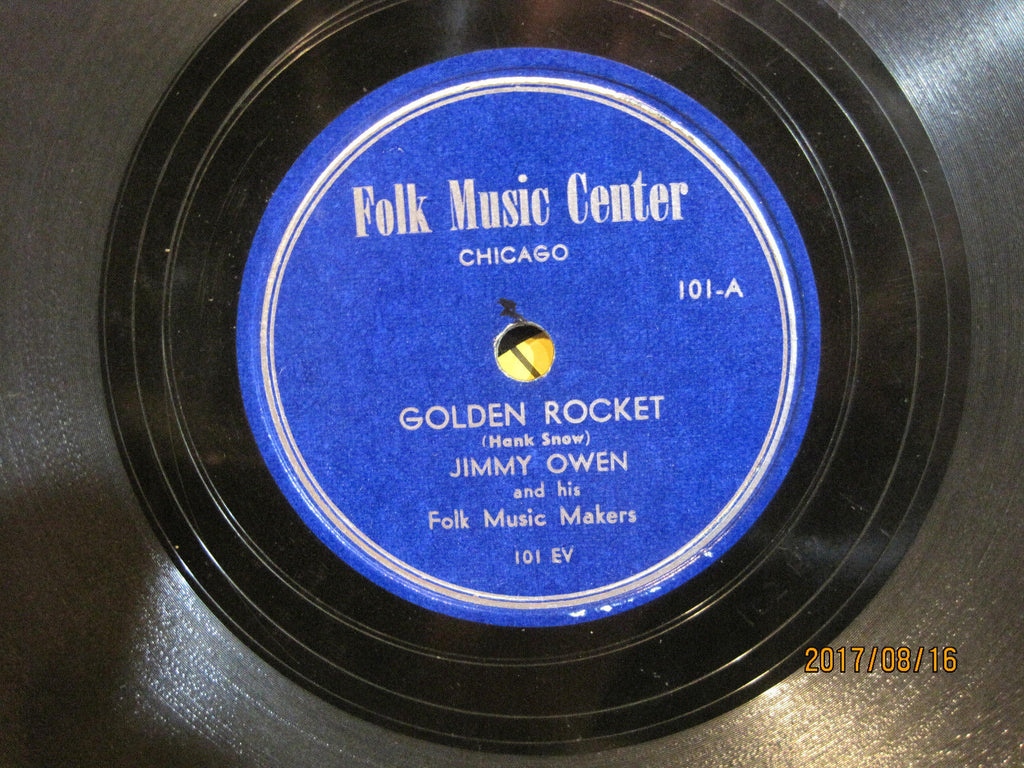 Folk Music Center
CHICAGO
101-A
GOLDEN ROCKET
(Hank Snow)
JIMMY OWEN
and his
Folk Music Makers
101 EV
2017/08/16